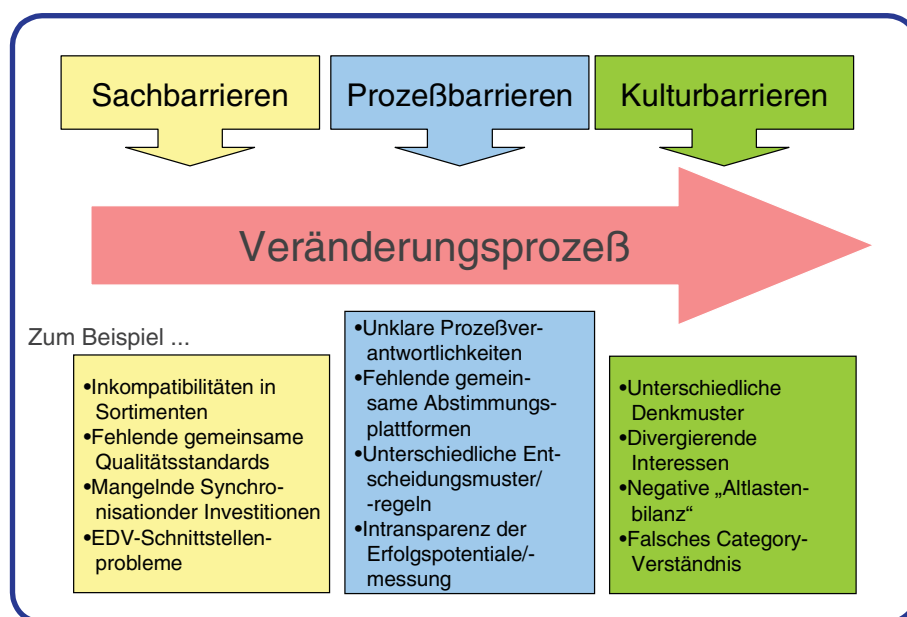 Sachbarrieren
Prozeßbarrieren
Kulturbarrieren
Veränderungsprozeß
Zum Beispiel ...
•Inkompatibilitäten in
Sortimenten
•Fehlende gemeinsame
Qualitätsstandards
•Mangelnde Synchro-
nisationder Investitionen
•EDV-Schnittstellen-
probleme
•Unklare Prozeßver-
antwortlichkeiten
•Fehlende gemein-
same Abstimmungs-
plattformen
•Unterschiedliche Ent-
scheidungsmuster/
-regeln
•Intransparenz der
Erfolgspotentiale/-
messung
•Unterschiedliche
Denkmuster
•Divergierende
Interessen
•Negative „Altlasten-
bilanz“
•Falsches Category-
Verständnis